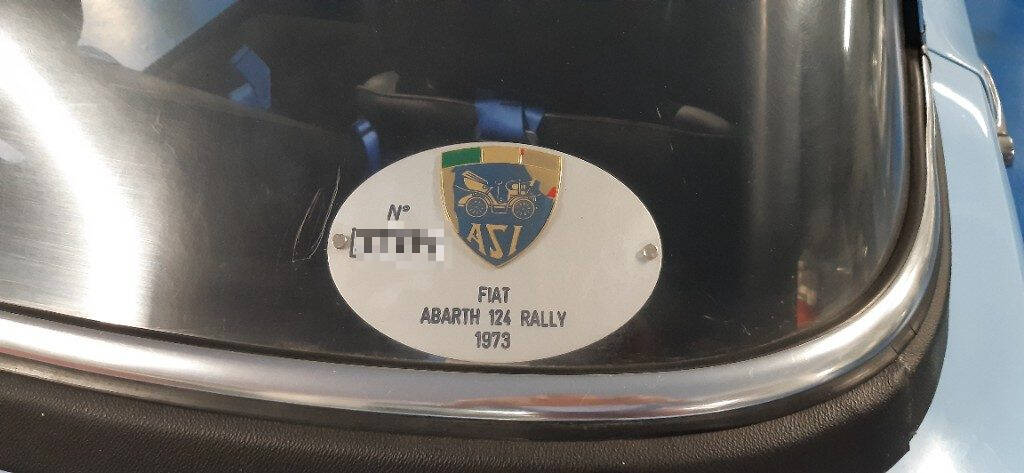 N°
ASI
FIAT
ABARTH 124 RALLY
1973